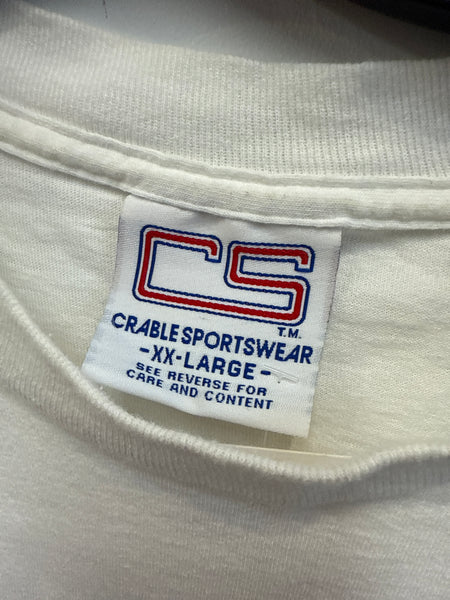 CS
T.M.
CRABLE SPORTSWEAR
-XX-LARGE-
SEE REVERSE FOR
CARE AND CONTENT